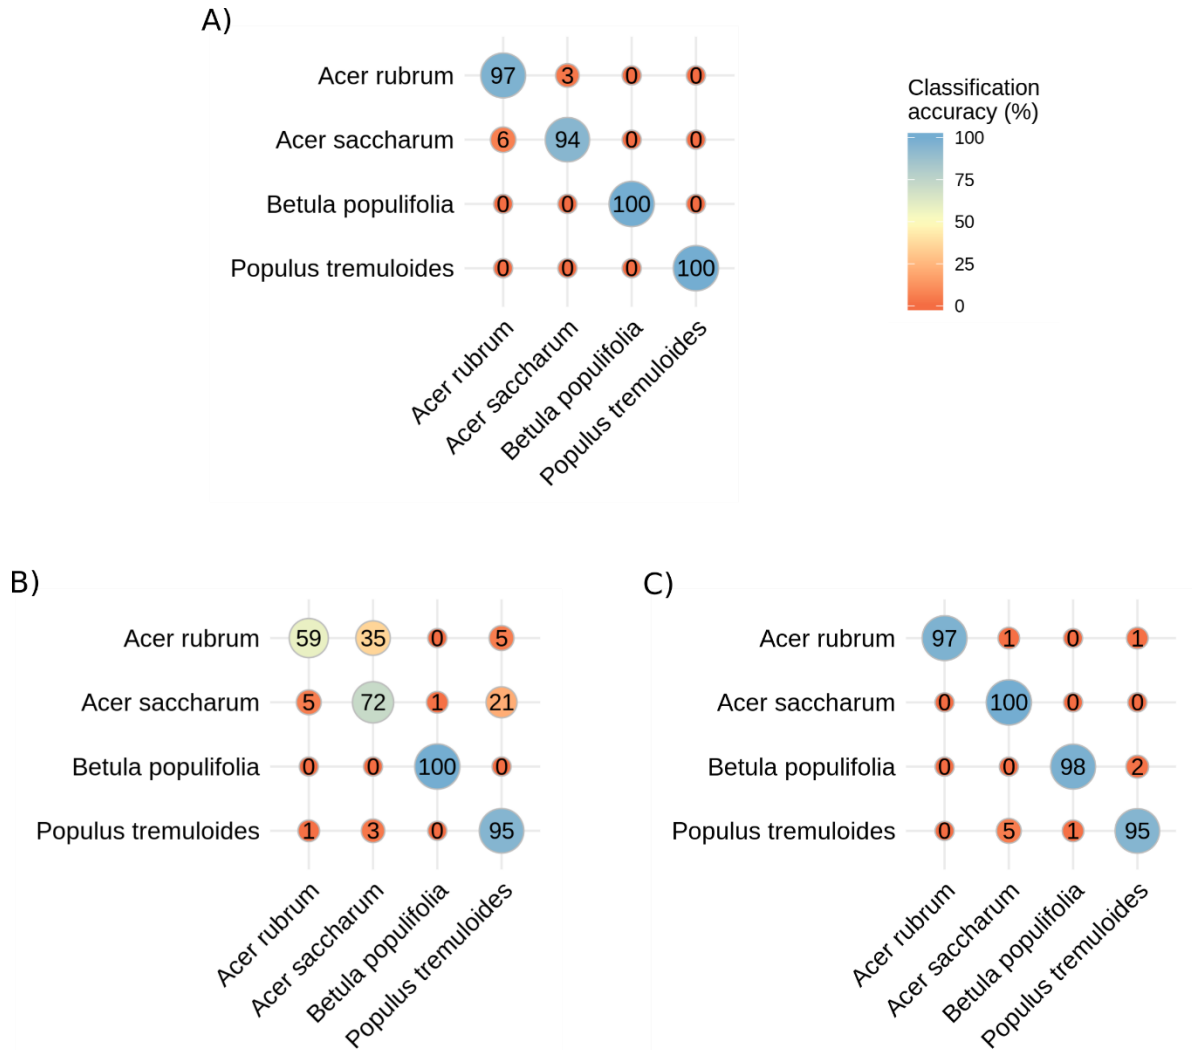 A)
Acer rubrum 97 3 0 0
Acer saccharum 6 94 0 0
Betula populifolia 0 0 100 0
Populus tremuloides 0 0 0 100
Acer rubrum
Acer saccharum
Betula populifolia
Populus tremuloides
Classification
accuracy (%)
100
75
50
25
0
B)
Acer rubrum 59 35 0 5
Acer saccharum 5 72 1 21
Betula populifolia 0 0 100 0
Populus tremuloides 1 3 0 95
Acer rubrum
Acer saccharum
Betula populifolia
Populus tremuloides
C)
Acer rubrum 97 1 0 1
Acer saccharum 0 100 0 0
Betula populifolia 0 0 98 2
Populus tremuloides 0 5 1 95
Acer rubrum
Acer saccharum
Betula populifolia
Populus tremuloides